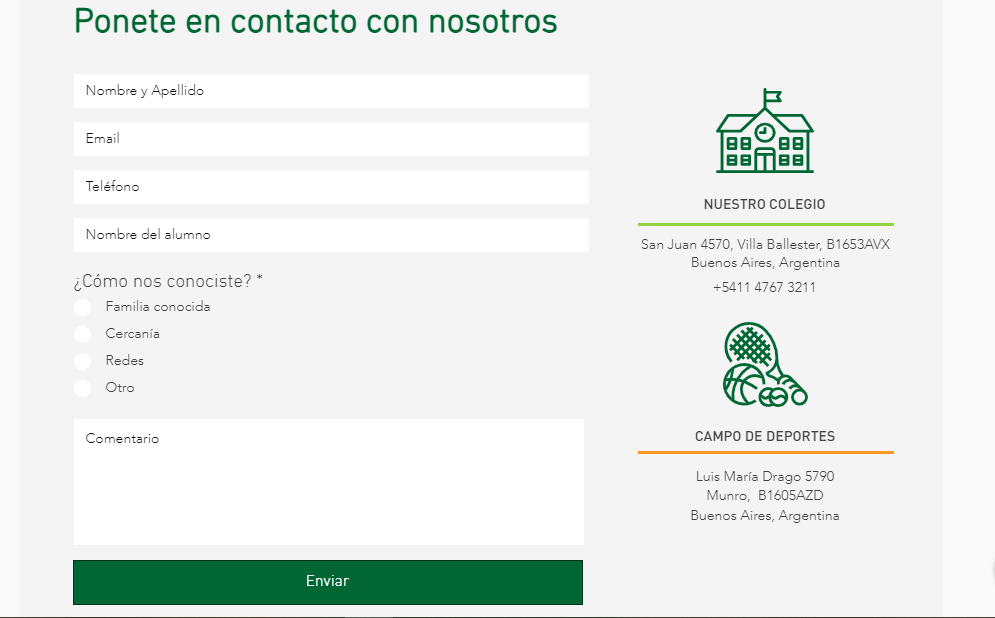 Ponete en contacto con nosotros
Nombre y Apellido
Email
Teléfono
Nombre del alumno
¿Cómo nos conociste? *
Familia conocida
Cercanía
Redes
Otro
Comentario
Enviar
NUESTRO COLEGIO
San Juan 4570, Villa Ballester, B1653AVX
Buenos Aires, Argentina
+5411 4767 3211
CAMPO DE DEPORTES
Luis María Drago 5790
Munro, B1605AZD
Buenos Aires, Argentina